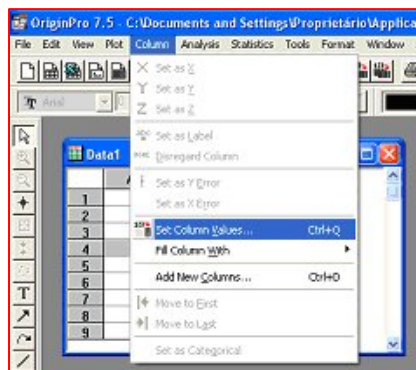 OriginPro 7.5 - C:\Documents and Settings\Proprietário\Applica
File Edit View Plot Column Analysis Statistics Tools Format Window
Arial
Data1
1
2
3
4
5
6
7
8
9
X Set as X
Y Set as Y
Z Set as Z
Set as Label
Disregard Column
Set as Y Error
Set as X Error
Set Column Values... Ctrl+Q
Fill Column With
Add New Columns... Ctrl+D
Move to First
Move to Last
Set as Categorical
T